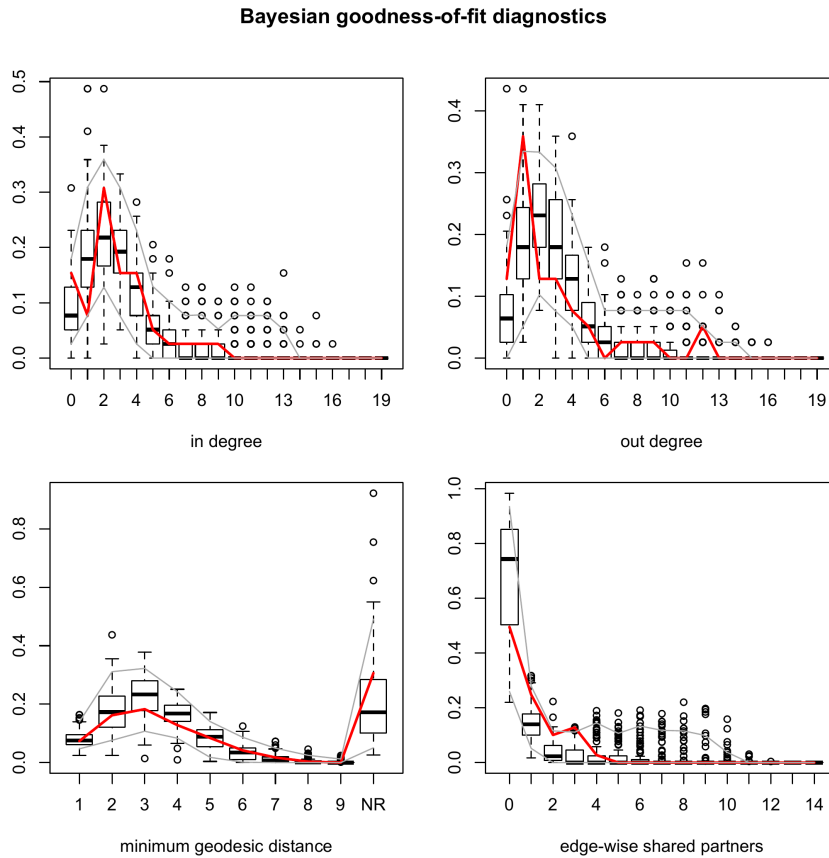 Bayesian goodness-of-fit diagnostics
0.0 0.1 0.2 0.3 0.4 0.5
0 2 4 6 8 10 13 16 19
in degree
0.0 0.1 0.2 0.3 0.4
0 2 4 6 8 10 13 16 19
out degree
0.0 0.2 0.4 0.6 0.8
1 2 3 4 5 6 7 8 9 NR
minimum geodesic distance
0.0 0.2 0.4 0.6 0.8 1.0
0 2 4 6 8 10 12 14
edge-wise shared partners